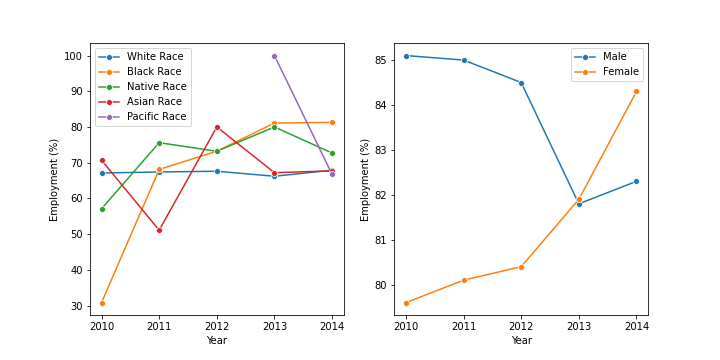 100
90
80
70
60
50
40
30
Employment (%)
2010 2011 2012 2013 2014
Year
White Race
Black Race
Native Race
Asian Race
Pacific Race
85
84
83
82
81
80
Employment (%)
2010 2011 2012 2013 2014
Year
Male
Female